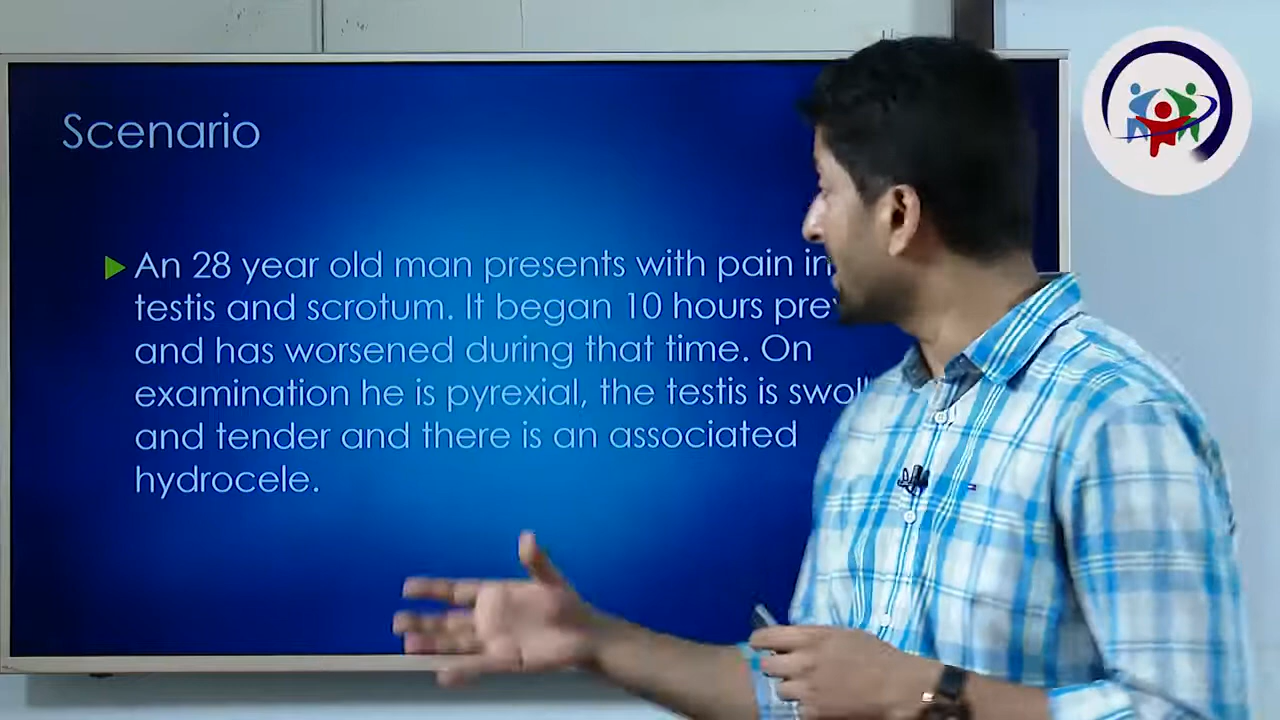 Scenario
An 28 year old man presents with pain in
testis and scrotum. It began 10 hours
and has worsened during that time. On
examination he is pyrexial, the testis is
and tender and there is an associated
hydrocele.